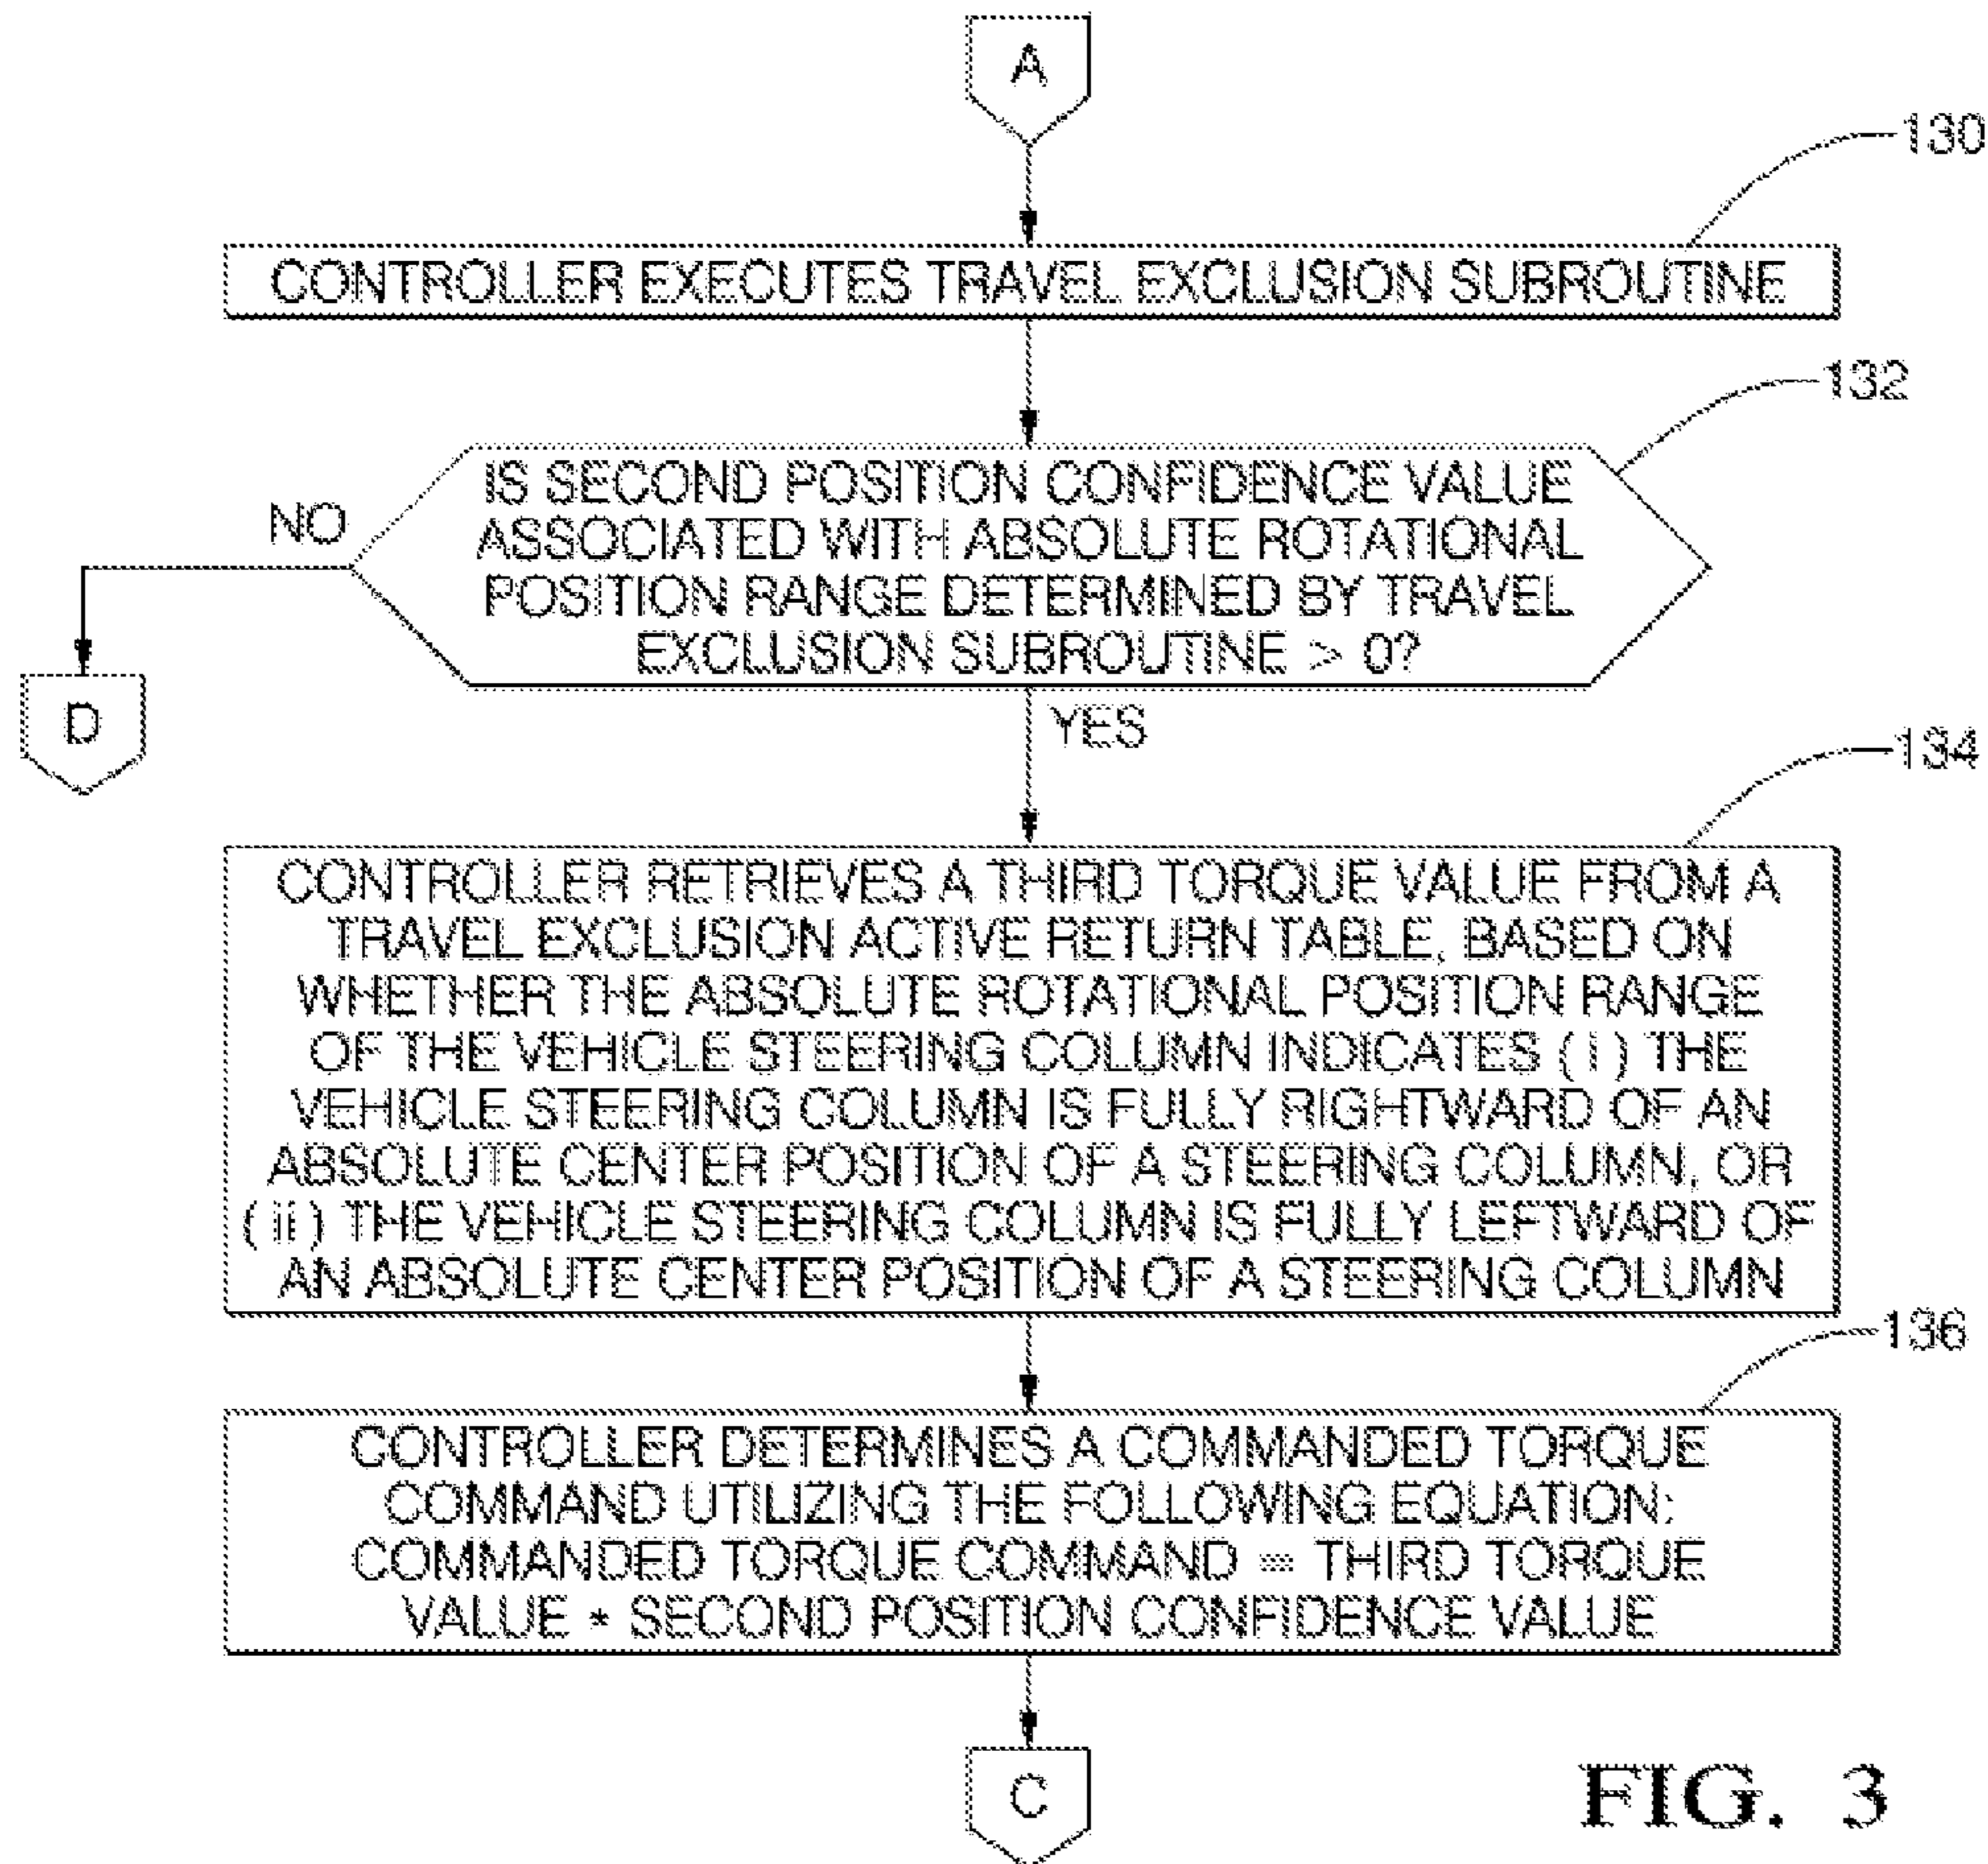 A
130
CONTROLLER EXECUTES TRAVEL EXCLUSION SUBROUTINE
132
IS SECOND POSITION CONFIDENCE VALUE
ASSOCIATED WITH ABSOLUTE ROTATIONAL
POSITION RANGE DETERMINED BY TRAVEL
EXCLUSION SUBROUTINE > 0?
NO
D
YES
134
CONTROLLER RETRIEVES A THIRD TORQUE VALUE FROM A
TRAVEL EXCLUSION ACTIVE RETURN TABLE, BASED ON
WHETHER THE ABSOLUTE ROTATIONAL POSITION RANGE
OF THE VEHICLE STEERING COLUMN INDICATES ( i ) THE
VEHICLE STEERING COLUMN IS FULLY RIGHTWARD OF AN
ABSOLUTE CENTER POSITION OF A STEERING COLUMN, OR
( ii ) THE VEHICLE STEERING COLUMN IS FULLY LEFTWARD OF
AN ABSOLUTE CENTER POSITION OF A STEERING COLUMN
136
CONTROLLER DETERMINES A COMMANDED TORQUE
COMMAND UTILIZING THE FOLLOWING EQUATION:
COMMANDED TORQUE COMMAND = THIRD TORQUE
VALUE * SECOND POSITION CONFIDENCE VALUE
C
FIG. 3